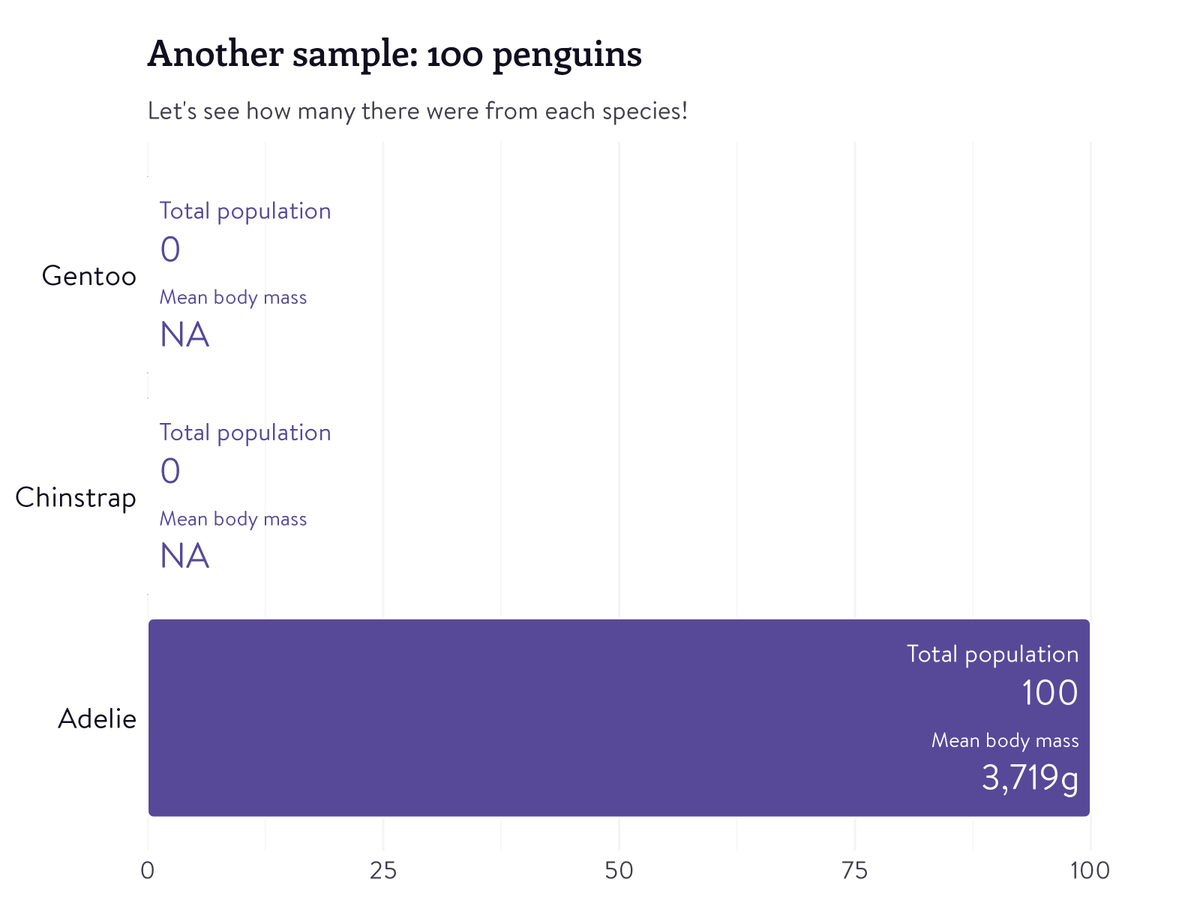 Another sample: 100 penguins
Let's see how many there were from each species!
Gentoo
Total population
0
Mean body mass
NA
Chinstrap
Total population
0
Mean body mass
NA
Adelie
Total population
100
Mean body mass
3,719g
0 25 50 75 100